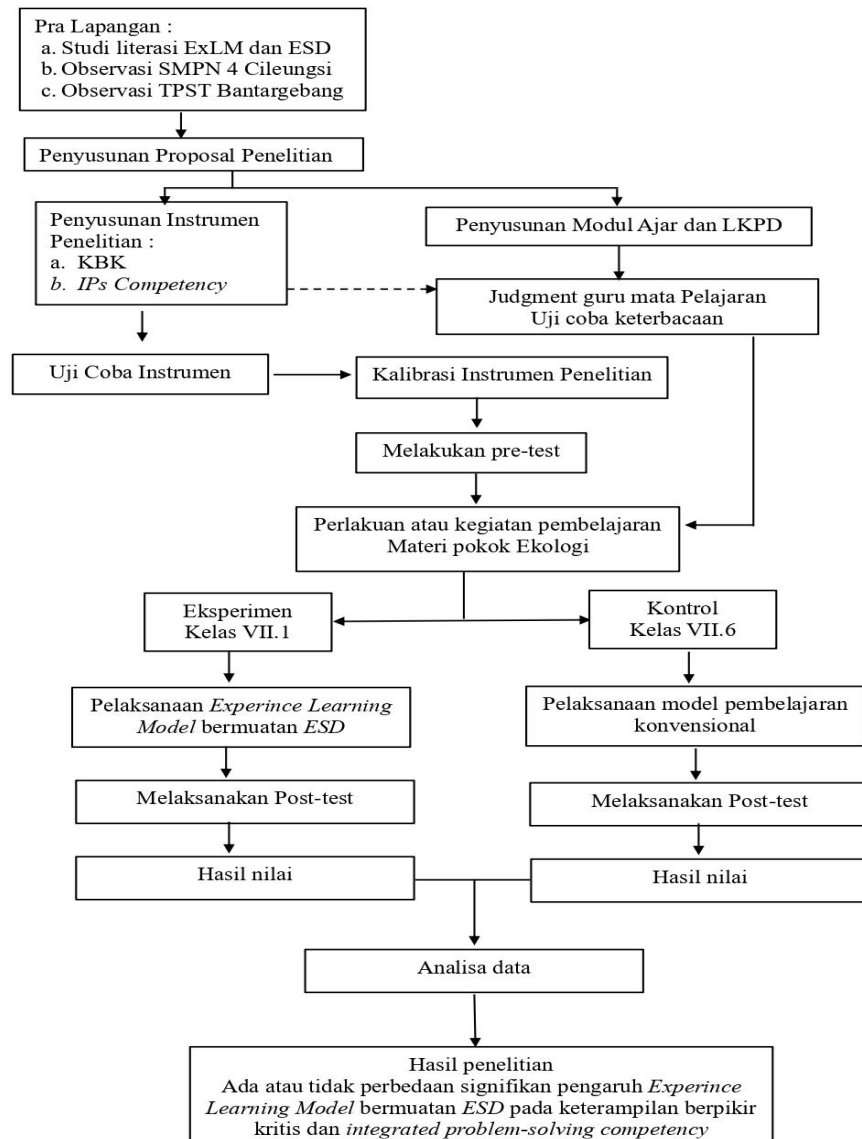 Pra Lapangan :
a. Studi literasi ExLM dan ESD
b. Observasi SMPN 4 Cileungsi
c. Observasi TPST Bantargebang
Penyusunan Proposal Penelitian
Penyusunan Instrumen
Penelitian :
a. KBK
b. IPs Competency
Penyusunan Modul Ajar dan LKPD
Judgment guru mata Pelajaran
Uji coba keterbacaan
Uji Coba Instrumen
Kalibrasi Instrumen Penelitian
Melakukan pre-test
Perlakuan atau kegiatan pembelajaran
Materi pokok Ekologi
Eksperimen
Kelas VII.1
Kontrol
Kelas VII.6
Pelaksanaan Experince Learning
Model bermuatan ESD
Pelaksanaan model pembelajaran
konvensional
Melaksanakan Post-test
Melaksanakan Post-test
Hasil nilai
Hasil nilai
Analisa data
Hasil penelitian
Ada atau tidak perbedaan signifikan pengaruh Experince
Learning Model bermuatan ESD pada keterampilan berpikir
kritis dan integrated problem-solving competency